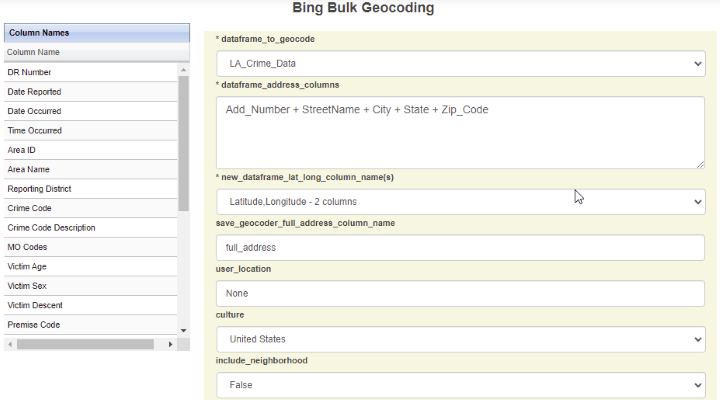 Bing Bulk Geocoding
Column Names
Column Name
DR Number
Date Reported
Date Occurred
Time Occurred
Area ID
Area Name
Reporting District
Crime Code
Crime Code Description
MO Codes
Victim Age
Victim Sex
Victim Descent
Premise Code
* dataframe_to_geocode
LA_Crime_Data
* dataframe_address_columns
Add_Number + StreetName + City + State + Zip_Code
* new_dataframe_lat_long_column_name(s)
Latitude,Longitude - 2 columns
save_geocoder_full_address_column_name
full_address
user_location
None
culture
United States
include_neighborhood
False